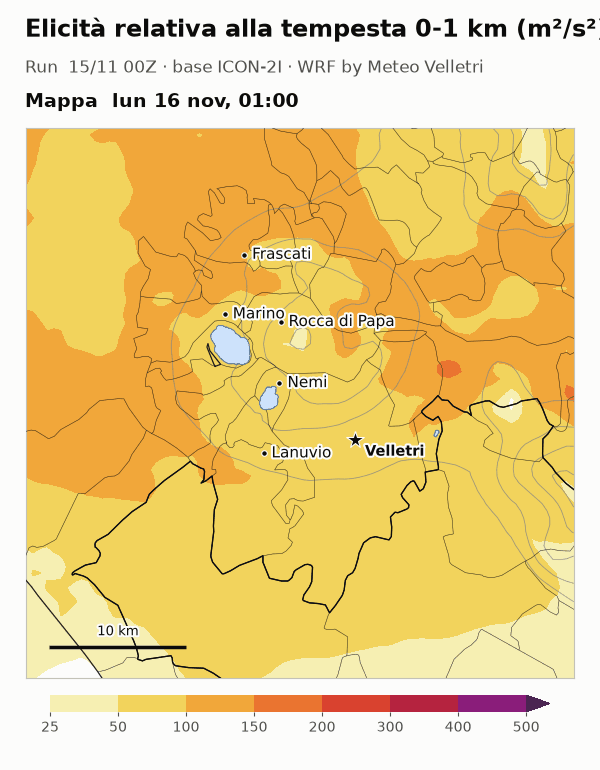 Elicità relativa alla tempesta 0-1 km (m²/s²)
Run 15/11 00Z · base ICON-2I · WRF by Meteo Velletri
Mappa lun 16 nov, 01:00
Frascati
Marino
Rocca di Papa
Nemi
Velletri
Lanuvio
10 km
25 50 100 150 200 300 400 500